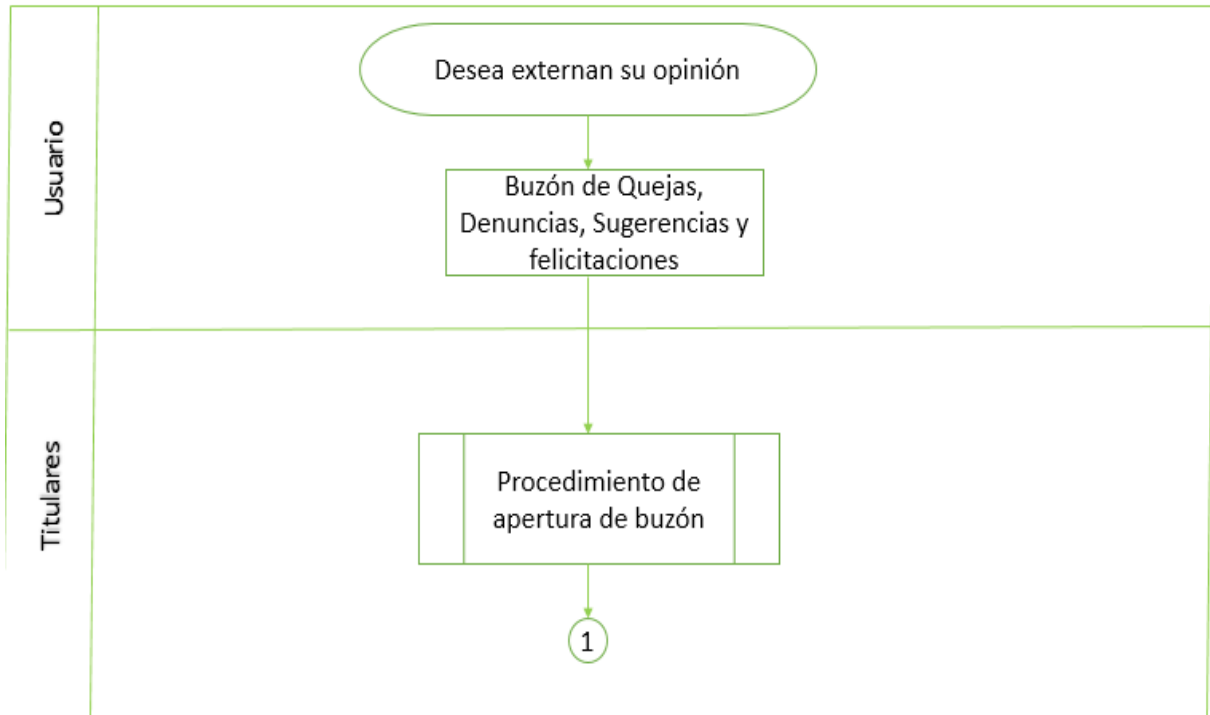 Usuario
Desea externan su opinión
Buzón de Quejas,
Denuncias, Sugerencias y
felicitaciones
Titulares
Procedimiento de
apertura de buzón
1